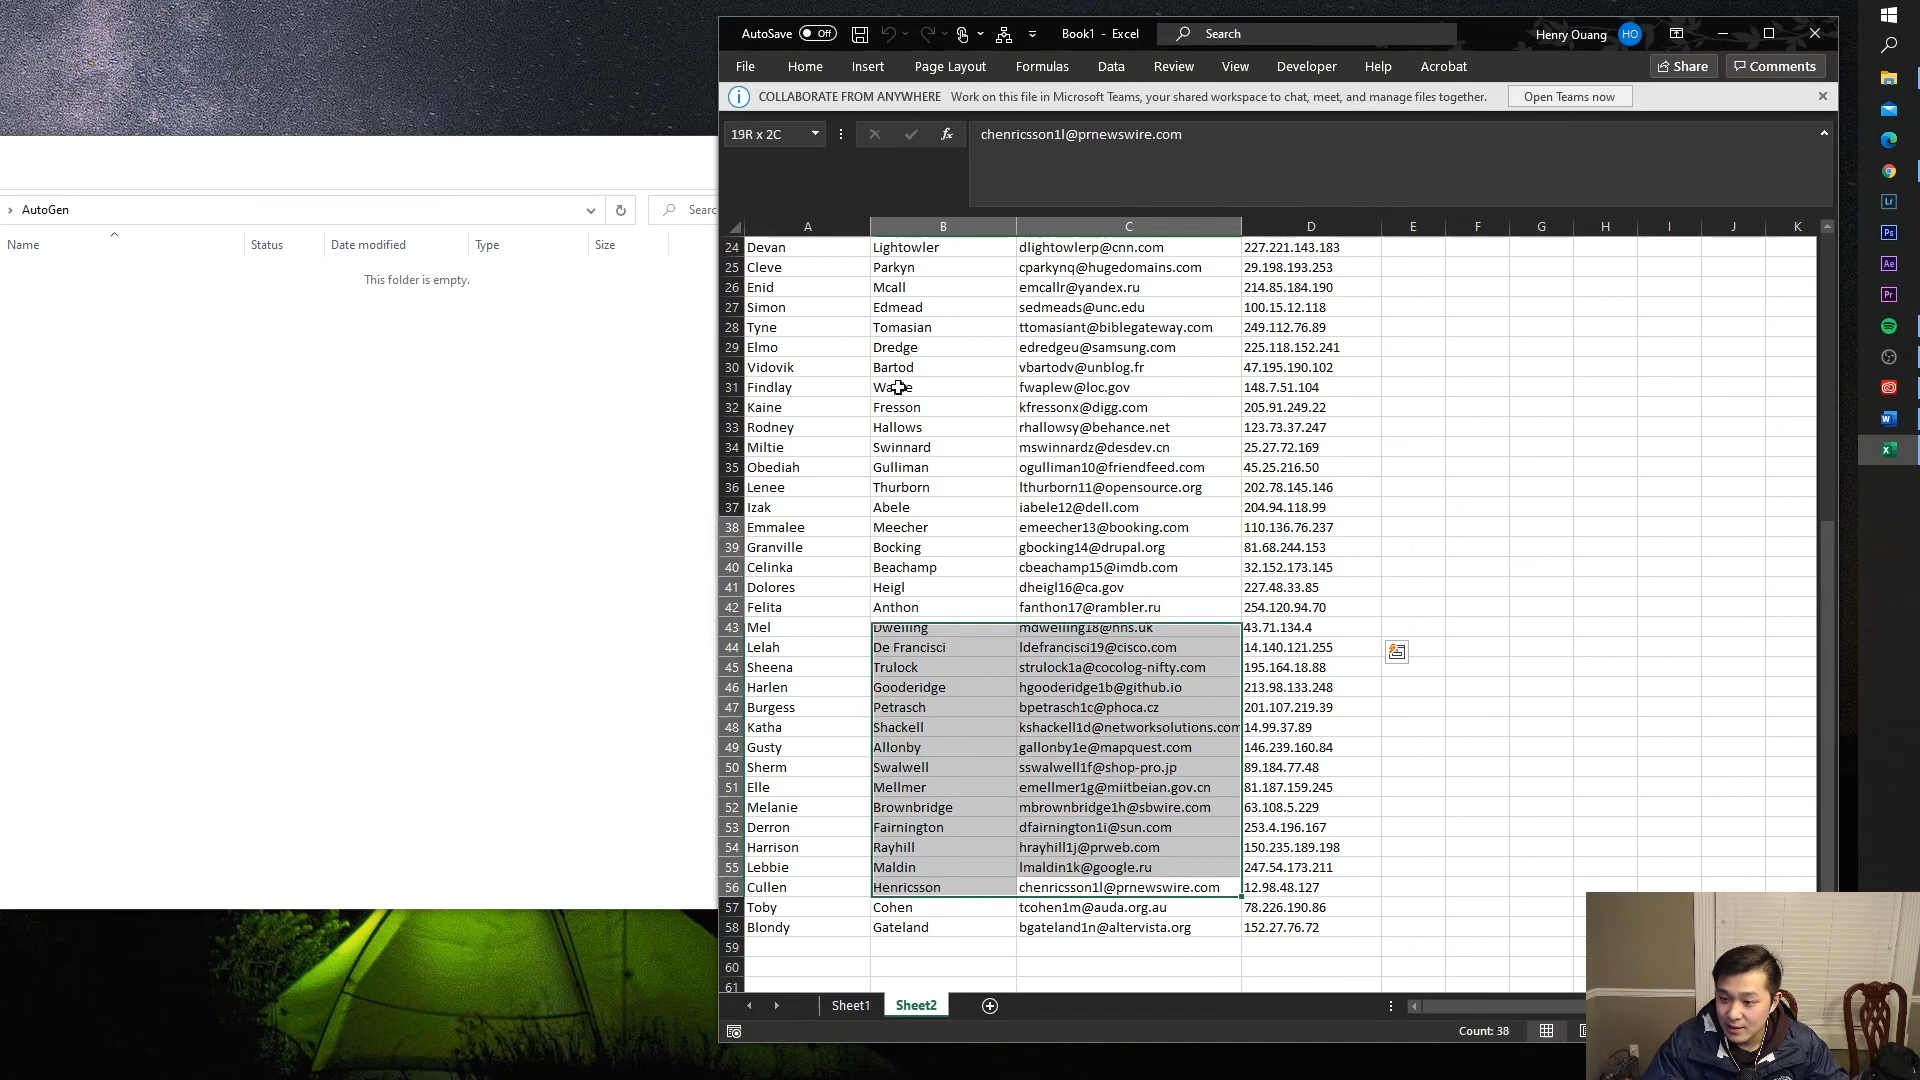 AutoSave Off Book1 - Excel Search Henry Ouang HO
File Home Insert Page Layout Formulas Data Review View Developer Help Acrobat Share Comments
COLLABORATE FROM ANYWHERE Work on this file in Microsoft Teams, your shared workspace to chat, meet, and manage files together. Open Teams now
19R x 2C fx chenricsson1l@prnewswire.com
AutoGen
Name Status Date modified Type Size
This folder is empty.
A B C D E F G H I J K
24 Devan Lightowler dlightowlerp@cnn.com 227.221.143.183
25 Cleve Parkyn cparkynq@hugedomains.com 29.198.193.253
26 Enid Mcall emcallr@yandex.ru 214.85.184.190
27 Simon Edmead sedmeads@unc.edu 100.15.12.118
28 Tyne Tomasian ttomasiant@biblegateway.com 249.112.76.89
29 Elmo Dredge edredgeu@samsung.com 225.118.152.241
30 Vidovik Bartod vbartodv@unblog.fr 47.195.190.102
31 Findlay fwaplew@loc.gov 148.7.51.104
32 Kaine Fresson kfressonx@digg.com 205.91.249.22
33 Rodney Hallows rhallowsy@behance.net 123.73.37.247
34 Miltie Swinnard mswinnardz@desdev.cn 25.27.72.169
35 Obediah Gulliman ogulliman10@friendfeed.com 45.25.216.50
36 Lenee Thurborn lthurborn11@opensource.org 202.78.145.146
37 Izak Abele iabele12@dell.com 204.94.118.99
38 Emmalee Meecher emeecher13@booking.com 110.136.76.237
39 Granville Bocking gbocking14@drupal.org 81.68.244.153
40 Celinka Beachamp cbeachamp15@imdb.com 32.152.173.145
41 Dolores Heigl dheigl16@ca.gov 227.48.33.85
42 Felita Anthon fanthon17@rambler.ru 254.120.94.70
43 Mel Dwelling mdwelling18@nhs.uk 43.71.134.4
44 Lelah De Francisci ldefrancisci19@cisco.com 14.140.121.255
45 Sheena Trulock strulock1a@cocolog-nifty.com 195.164.18.88
46 Harlen Gooderidge hgooderidge1b@github.io 213.98.133.248
47 Burgess Petrasch bpetrasch1c@phoca.cz 201.107.219.39
48 Katha Shackell kshackell1d@networksolutions.com 14.99.37.89
49 Gusty Allonby gallonby1e@mapquest.com 146.239.160.84
50 Sherm Swalwell sswalwell1f@shop-pro.jp 89.184.77.48
51 Elle Mellmer emellmer1g@miitbeian.gov.cn 81.187.159.245
52 Melanie Brownbridge mbrownbridge1h@sbwire.com 63.108.5.229
53 Derron Fairnington dfairnington1i@sun.com 253.4.196.167
54 Harrison Rayhill hrayhill1j@prweb.com 150.235.189.198
55 Lebbie Maldin lmaldin1k@google.ru 247.54.173.211
56 Cullen Henricsson chenricsson1l@prnewswire.com 12.98.48.127
57 Toby Cohen tcohen1m@auda.org.au 78.226.190.86
58 Blondy Gateland bgateland1n@altervista.org 152.27.76.72
59
60
61
Sheet1 Sheet2
Count: 38
Lr
Ps
Ae
Pr